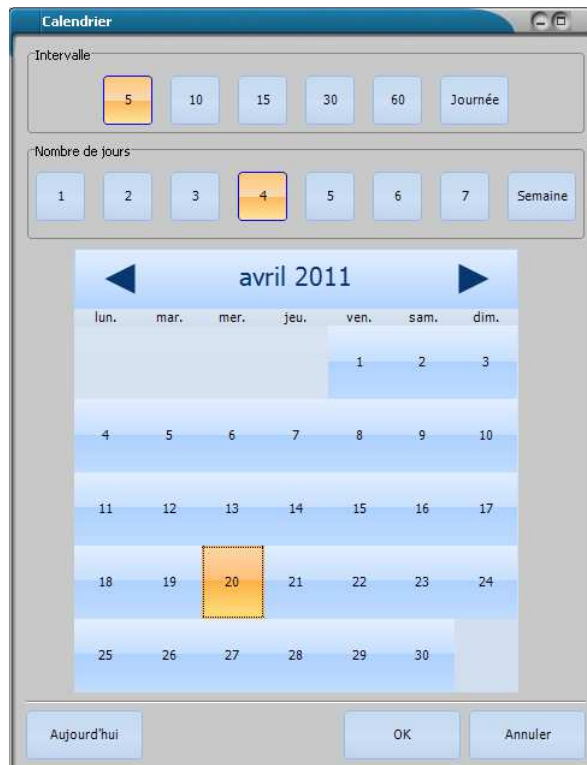 Calendrier
Intervalle
5 10 15 30 60 Journée
Nombre de jours
1 2 3 4 5 6 7 Semaine
avril 2011
lun. mar. mer. jeu. ven. sam. dim.
1 2 3
4 5 6 7 8 9 10
11 12 13 14 15 16 17
18 19 20 21 22 23 24
25 26 27 28 29 30
Aujourd'hui OK Annuler